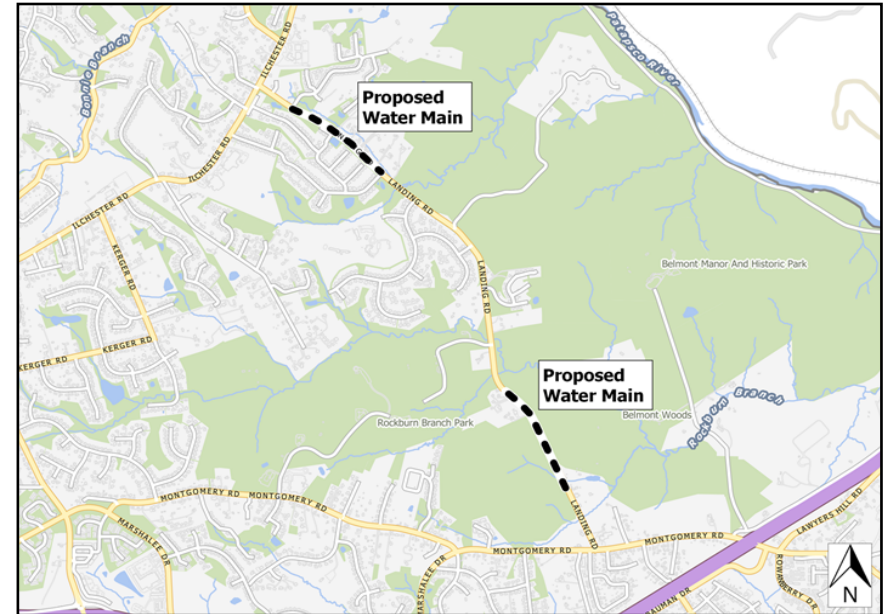 Bonnie Branch
ILCHESTER RD
Patapsco River
Proposed
Water Main
ILCHESTER RD
LANDING RD
ILCHESTER RD
KERGER RD
LANDING RD
Belmont Manor And Historic Park
KERGER RD
KERGER RD
Proposed
Water Main
Rockburn Branch
Belmont Woods
Rockburn Branch Park
MONTGOMERY RD
MONTGOMERY RD
LAWYERS HILL RD
MARSHALEE DR
LANDING RD
MONTGOMERY RD
MONTGOMERY RD
MARSHALEE DR
N